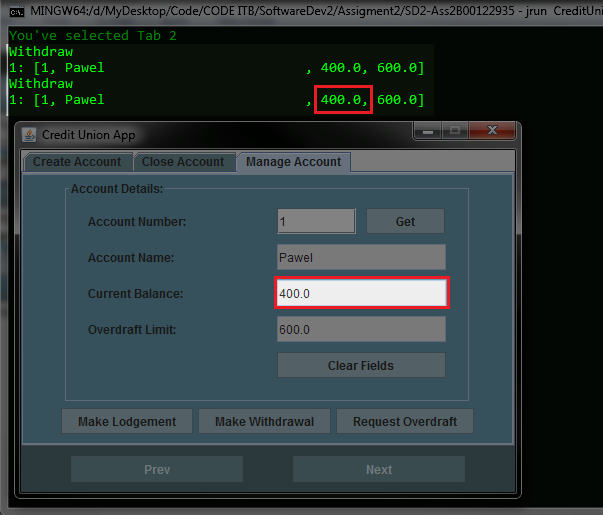 MINGW64:/d/MyDesktop/Code/CODE ITB/SoftwareDev2/Assigment2/SD2-Ass2B00122935 - jrun CreditUnio
You've selected Tab 2
Withdraw
1: [1, Pawel , 400.0, 600.0]
Withdraw
1: [1, Pawel , 400.0, 600.0]
Credit Union App
Create Account Close Account Manage Account
Account Details:
Account Number: 1 Get
Account Name: Pawel
Current Balance: 400.0
Overdraft Limit: 600.0
Clear Fields
Make Lodgement Make Withdrawal Request Overdraft
Prev Next